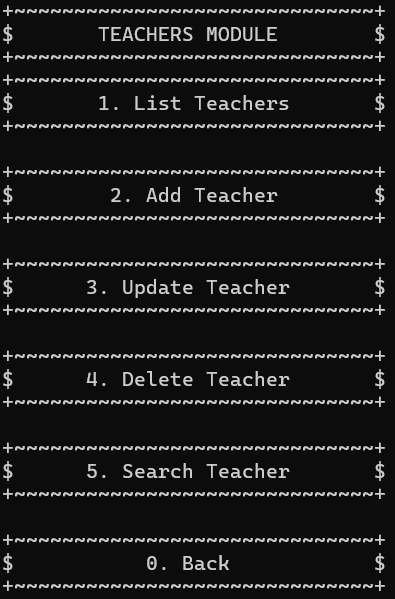 +~~~~~~~~~~~~~~~~~~~~~~~~~~~~~~+
$       TEACHERS MODULE        $
+~~~~~~~~~~~~~~~~~~~~~~~~~~~~~~+
+~~~~~~~~~~~~~~~~~~~~~~~~~~~~~~+
$       1. List Teachers       $
+~~~~~~~~~~~~~~~~~~~~~~~~~~~~~~+

+~~~~~~~~~~~~~~~~~~~~~~~~~~~~~~+
$        2. Add Teacher        $
+~~~~~~~~~~~~~~~~~~~~~~~~~~~~~~+

+~~~~~~~~~~~~~~~~~~~~~~~~~~~~~~+
$      3. Update Teacher       $
+~~~~~~~~~~~~~~~~~~~~~~~~~~~~~~+

+~~~~~~~~~~~~~~~~~~~~~~~~~~~~~~+
$      4. Delete Teacher       $
+~~~~~~~~~~~~~~~~~~~~~~~~~~~~~~+

+~~~~~~~~~~~~~~~~~~~~~~~~~~~~~~+
$      5. Search Teacher       $
+~~~~~~~~~~~~~~~~~~~~~~~~~~~~~~+

+~~~~~~~~~~~~~~~~~~~~~~~~~~~~~~+
$           0. Back            $
+~~~~~~~~~~~~~~~~~~~~~~~~~~~~~~+